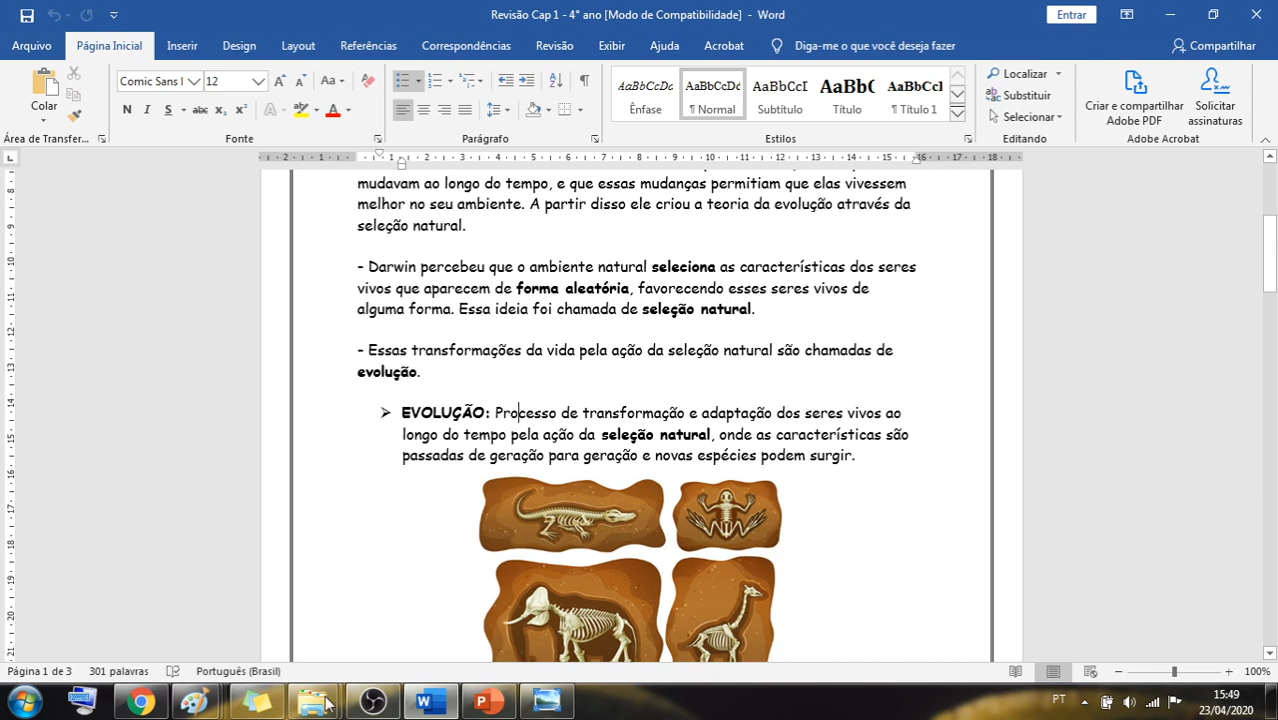 Revisão Cap 1 - 4° ano [Modo de Compatibilidade] - Word
Entrar
Arquivo Página Inicial Inserir Design Layout Referências Correspondências Revisão Exibir Ajuda Acrobat Diga-me o que você deseja fazer Compartilhar
Colar
Comic Sans I 12
AaBbCcDc AaBbCcDd AaBbCcD AaBb( AaBbCcI
Ênfase ¶ Normal Subtítulo Título ¶ Título 1
Localizar
Substituir
Selecionar
Criar e compartilhar Adobe PDF
Solicitar assinaturas
Área de Transfer... Fonte Parágrafo Estilos Editando Adobe Acrobat
mudavam ao longo do tempo, e que essas mudanças permitiam que elas vivessem
melhor no seu ambiente. A partir disso ele criou a teoria da evolução através da
seleção natural.
- Darwin percebeu que o ambiente natural seleciona as características dos seres
vivos que aparecem de forma aleatória, favorecendo esses seres vivos de
alguma forma. Essa ideia foi chamada de seleção natural.
- Essas transformações da vida pela ação da seleção natural são chamadas de
evolução.
➢ EVOLUÇÃO: Processo de transformação e adaptação dos seres vivos ao
longo do tempo pela ação da seleção natural, onde as características são
passadas de geração para geração e novas espécies podem surgir.
Página 1 de 3 301 palavras Português (Brasil) 100%
PT 15:49
23/04/2020